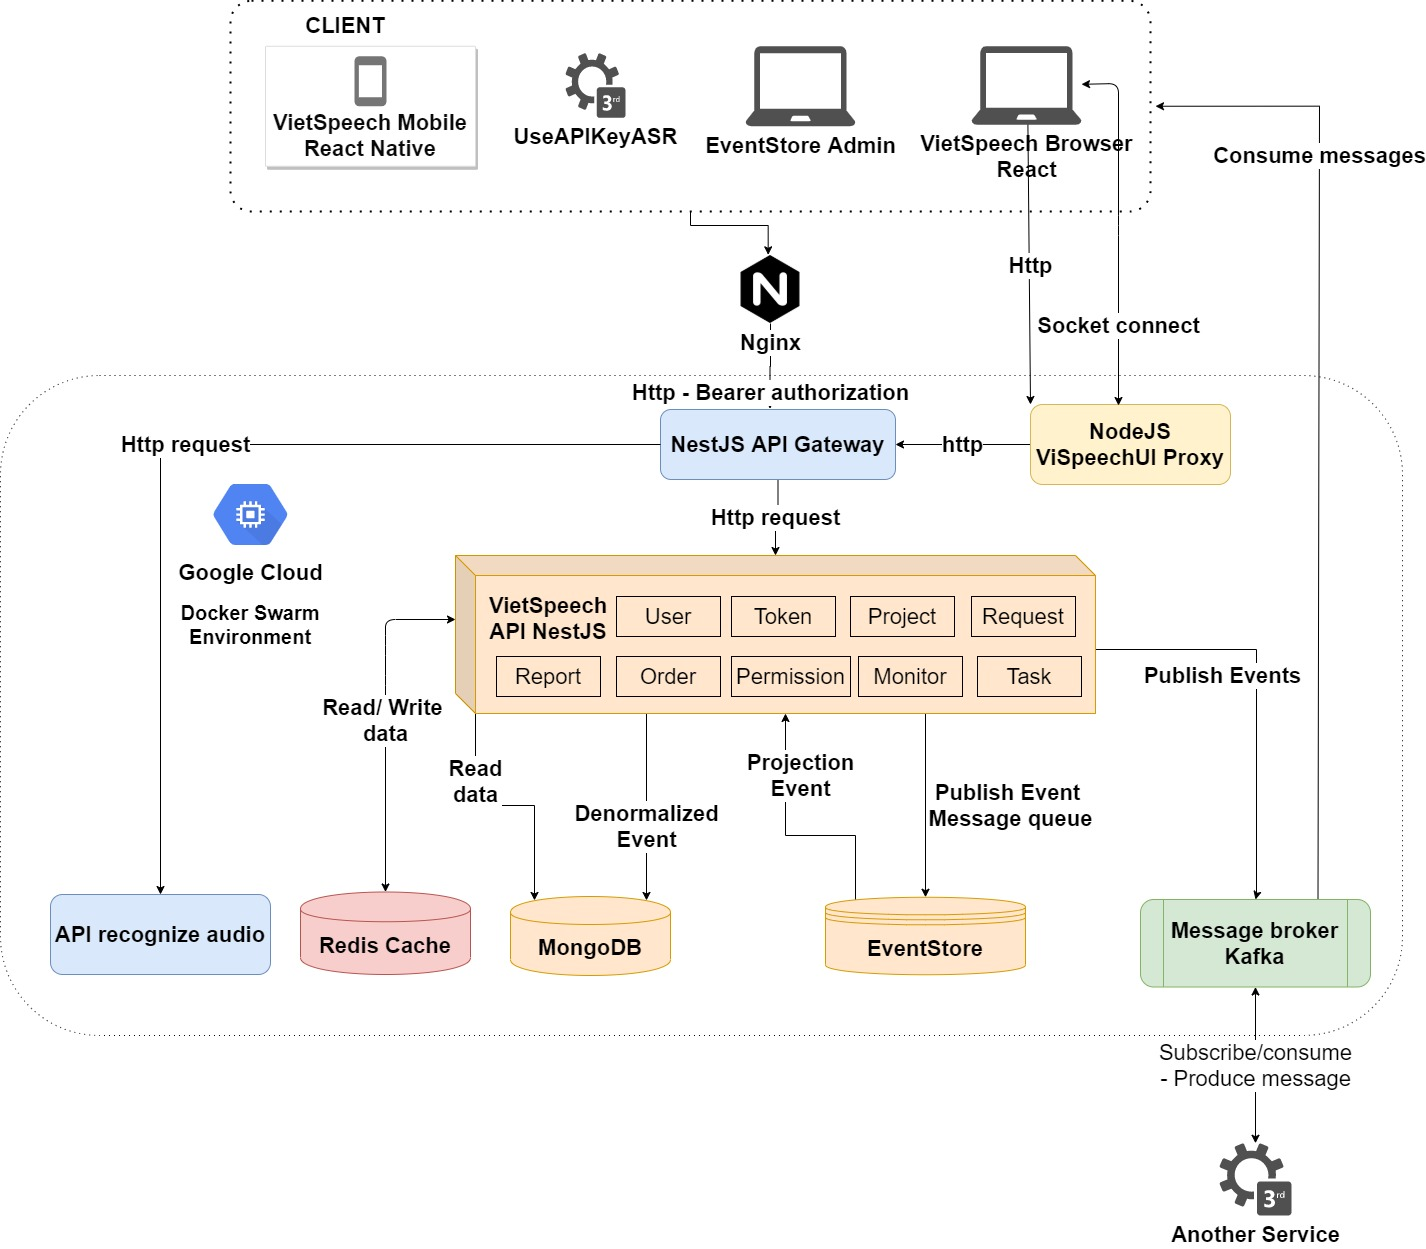 CLIENT
VietSpeech Mobile
React Native
3rd
UseAPIKeyASR
EventStore Admin
VietSpeech Browser
React
Consume messages
Http
Socket connect
N
Nginx
Http - Bearer authorization
NestJS API Gateway
http
NodeJS
ViSpeechUI Proxy
Http request
Http request
Google Cloud
Docker Swarm
Environment
VietSpeech
API NestJS
User
Token
Project
Request
Report
Order
Permission
Monitor
Task
Publish Events
Read/ Write
data
Read
data
Denormalized
Event
Projection
Event
Publish Event
Message queue
API recognize audio
Redis Cache
MongoDB
EventStore
Message broker
Kafka
Subscribe/consume
- Produce message
3rd
Another Service